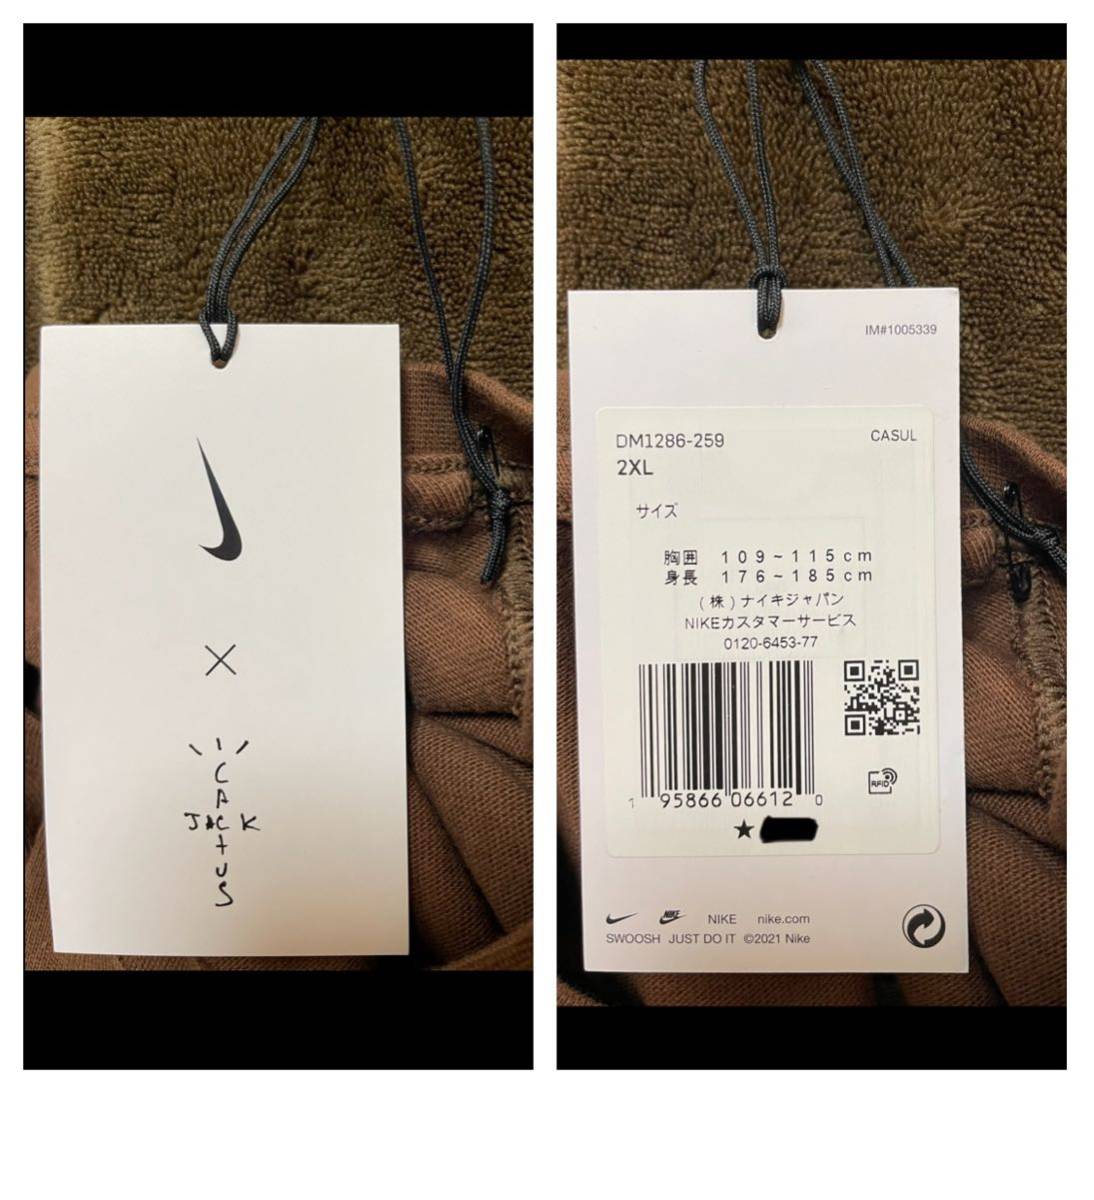 CACTUS
JACK
IM#1005339
DM1286-259
CASUL
2XL
サイズ
胸囲 109~115cm
身長 176~185cm
(株)ナイキジャパン
NIKEカスタマーサービス
0120-6453-77
1 95866 06612 0
RFID
★
NIKE NIKE nike.com
SWOOSH JUST DO IT ©2021 Nike